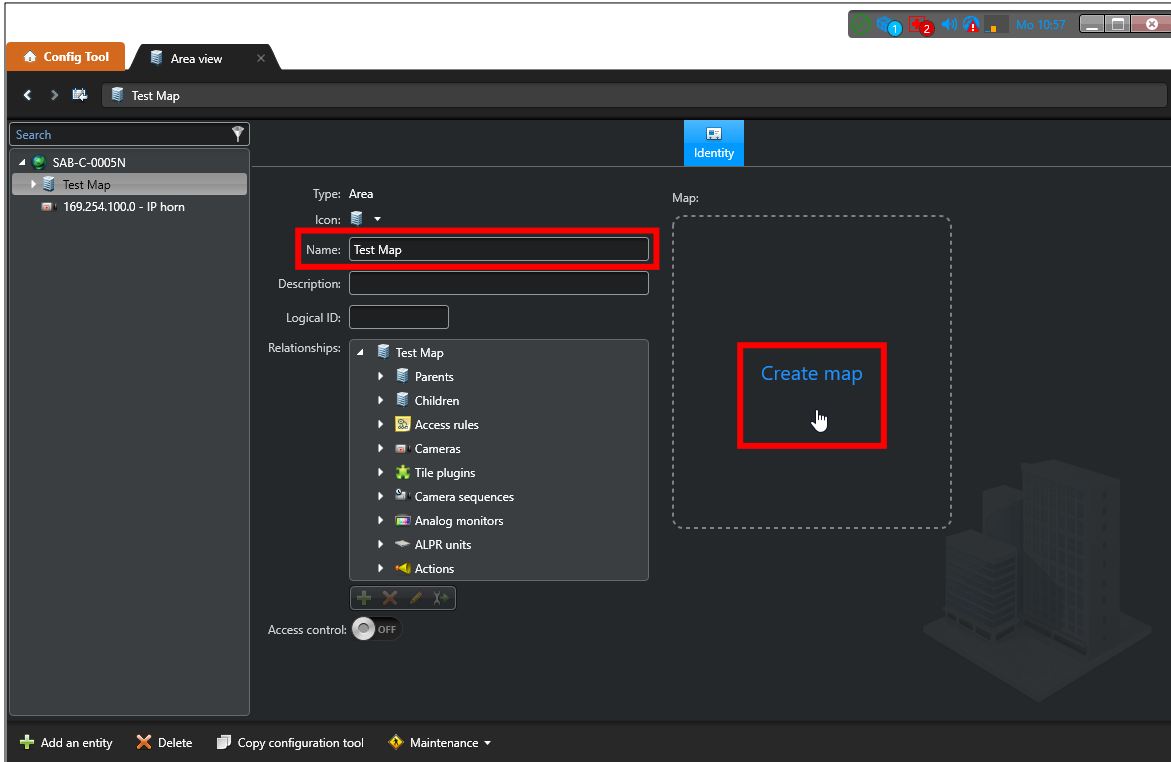 1
2
Mo 10:57
Config Tool
Area view
Test Map
Search
SAB-C-0005N
Test Map
169.254.100.0 - IP horn
Identity
Type: Area
Icon:
Name: Test Map
Description:
Logical ID:
Relationships:
Test Map
Parents
Children
Access rules
Cameras
Tile plugins
Camera sequences
Analog monitors
ALPR units
Actions
Access control: OFF
Map:
Create map
Add an entity
Delete
Copy configuration tool
Maintenance